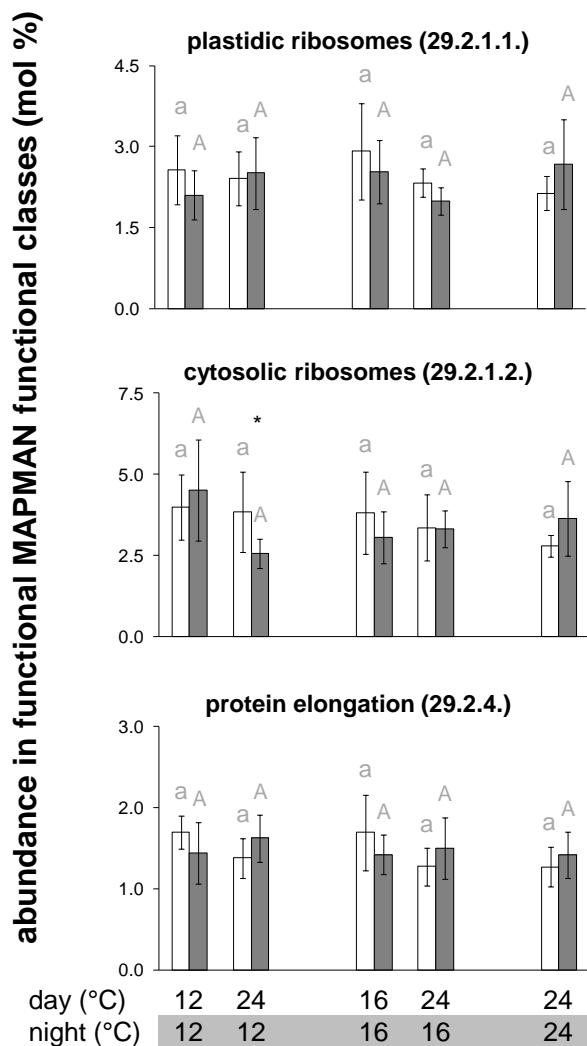 abundance in functional MAPMAN functional classes (mol %)
plastidic ribosomes (29.2.1.1.)
4.5
3.0
1.5
0.0
a A a A a A a A a A
cytosolic ribosomes (29.2.1.2.)
7.5
5.0
2.5
0.0
a A a * A a A a A a A
protein elongation (29.2.4.)
3.0
2.0
1.0
0.0
a A a A a A a A a A
day (°C) 12 24 16 24 24
night (°C) 12 12 16 16 24